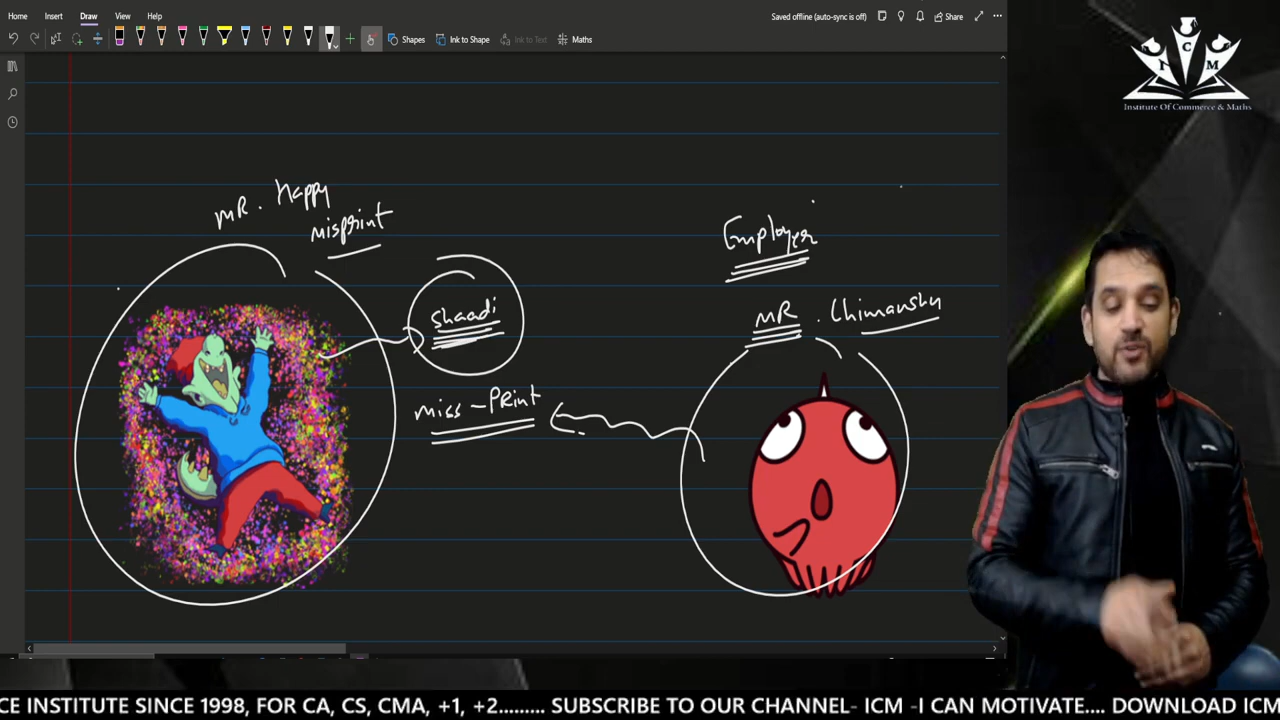 Home Insert Draw View Help
Saved offline (auto-sync is off)
Share
Shapes
Ink to Shape
Ink to Text
Maths
I C M
Institute Of Commerce & Maths
MR. Happy
misprint
Employer
shaadi
MR. Chimanshu
miss-Print
CE INSTITUTE SINCE 1998, FOR CA, CS, CMA, +1, +2......... SUBSCRIBE TO OUR CHANNEL- ICM -I CAN MOTIVATE.... DOWNLOAD ICM